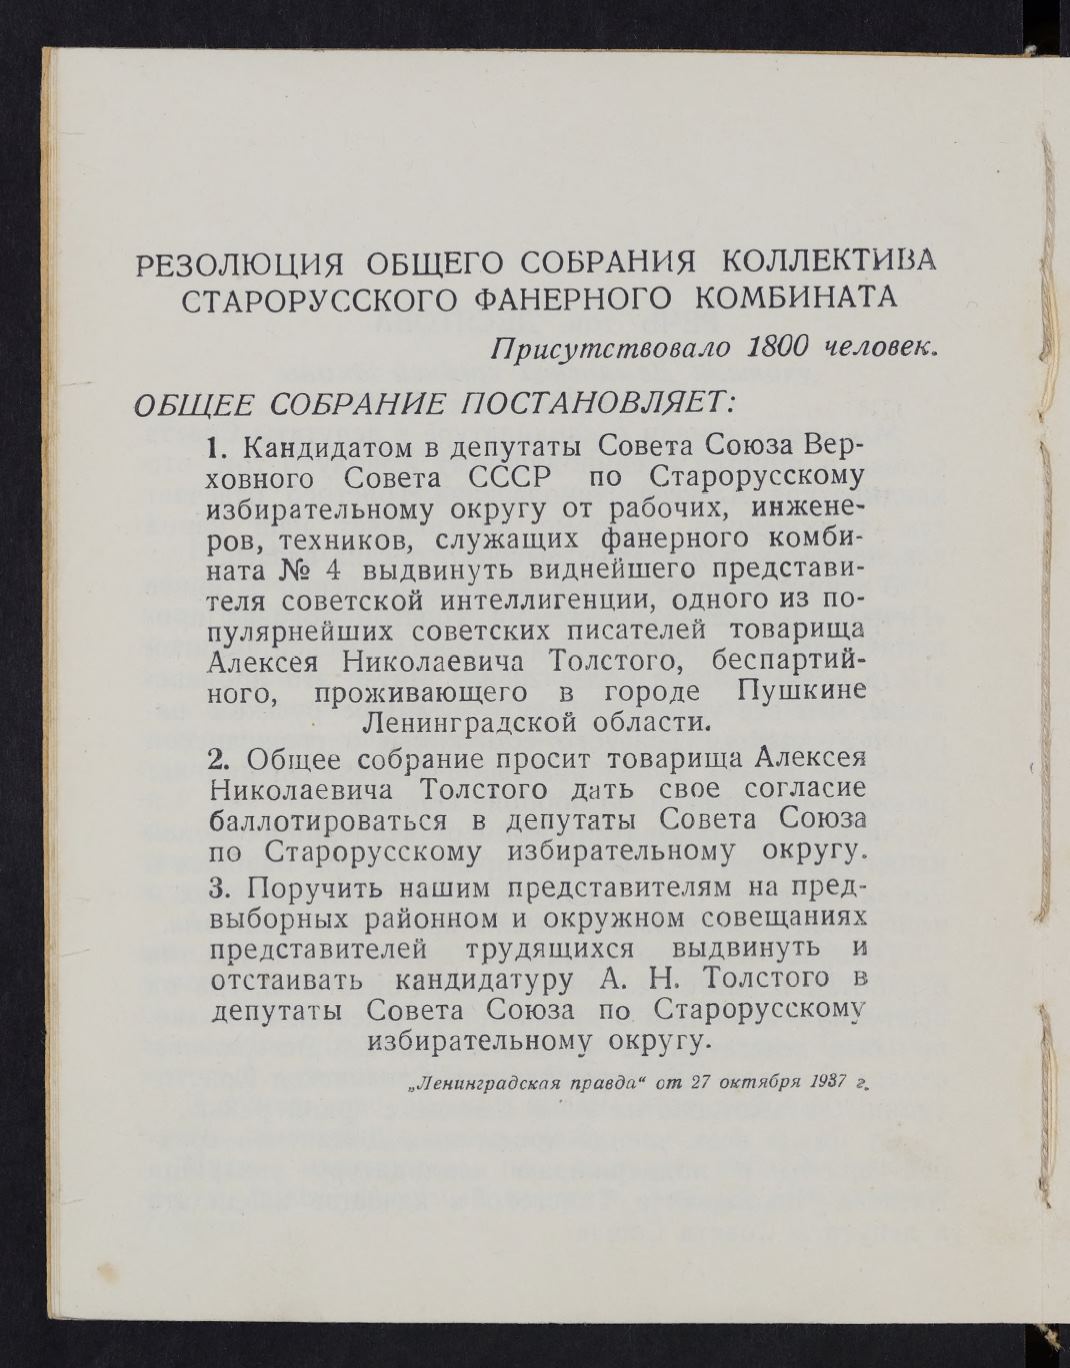 РЕЗОЛЮЦИЯ ОБЩЕГО СОБРАНИЯ КОЛЛЕКТИВА
СТАРОРУССКОГО ФАНЕРНОГО КОМБИНАТА
Присутствовало 1800 человек.
ОБЩЕЕ СОБРАНИЕ ПОСТАНОВЛЯЕТ:
1. Кандидатом в депутаты Совета Союза Вер-
ховного Совета СССР по Старорусскому
избирательному округу от рабочих, инжене-
ров, техников, служащих фанерного комби-
ната № 4 выдвинуть виднейшего представи-
теля советской интеллигенции, одного из по-
пулярнейших советских писателей товарища
Алексея Николаевича Толстого, беспартий-
ного, проживающего в городе Пушкине
Ленинградской области.
2. Общее собрание просит товарища Алексея
Николаевича Толстого дать свое согласие
баллотироваться в депутаты Совета Союза
по Старорусскому избирательному округу.
3. Поручить нашим представителям на пред-
выборных районном и окружном совещаниях
представителей трудящихся выдвинуть и
отстаивать кандидатуру А. Н. Толстого в
депутаты Совета Союза по Старорусскому
избирательному округу.
„Ленинградская правда“ от 27 октября 1937 г.